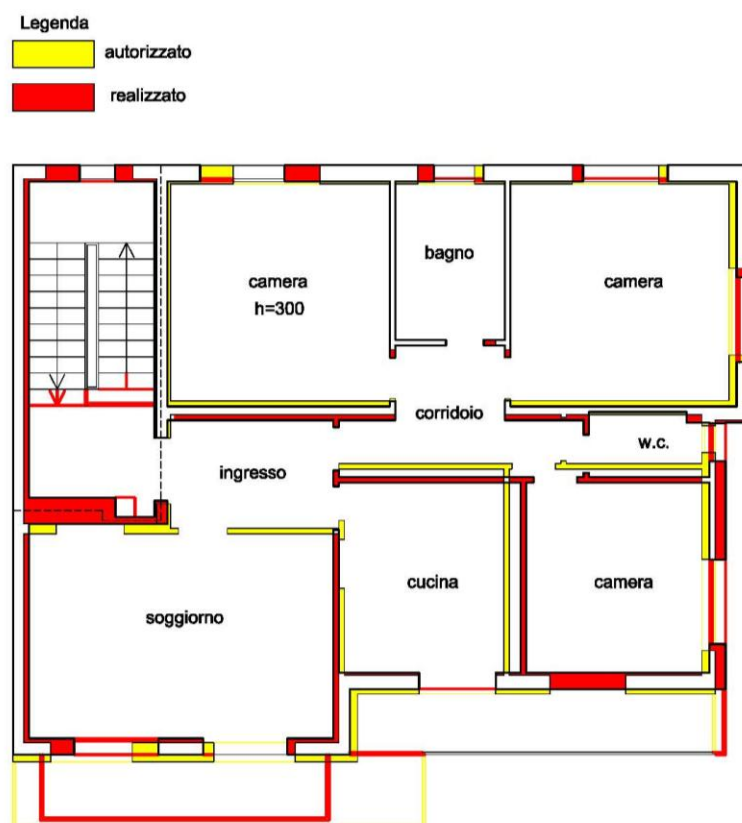 Legenda
autorizzato
realizzato
bagno
camera
h=300
camera
corridoio
w.c.
ingresso
cucina
camera
soggiorno